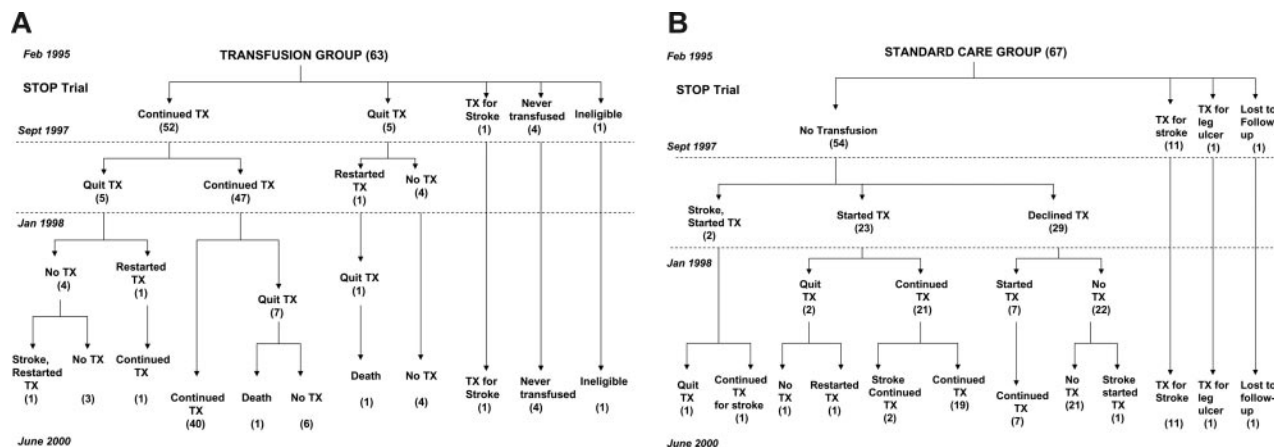 A
Feb 1995
TRANSFUSION GROUP (63)
STOP Trial
Continued TX
(52)
Quit TX
(5)
TX for
Stroke
(1)
Never
transfused
(4)
Ineligible
(1)
Sept 1997
Quit TX
(5)
Continued TX
(47)
Restarted
TX
(1)
No TX
(4)
Jan 1998
No TX
(4)
Restarted
TX
(1)
Quit TX
(7)
Quit TX
(1)
Stroke,
Restarted
TX
(1)
No TX
(3)
Continued
TX
(1)
Continued
TX
(40)
Death
(1)
No TX
(6)
Death
(1)
No TX
(4)
TX for
Stroke
(1)
Never
transfused
(4)
Ineligible
(1)
June 2000
B
Feb 1995
STANDARD CARE GROUP (67)
STOP Trial
No Transfusion
(54)
TX for
stroke
(11)
TX for
leg
ulcer
(1)
Lost to
Follow-
up
(1)
Sept 1997
Stroke,
Started TX
(2)
Started TX
(23)
Declined TX
(29)
Jan 1998
Quit
TX
(2)
Continued
TX
(21)
Started
TX
(7)
No
TX
(22)
Quit
TX
(1)
Continued
TX
for stroke
(1)
No
TX
(1)
Restarted
TX
(1)
Stroke
Continued
TX
(2)
Continued
TX
(19)
Continued
TX
(7)
No
TX
(21)
Stroke
started
TX
(1)
TX for
Stroke
(11)
TX for
leg
ulcer
(1)
Lost to
follow-
up
(1)
June 2000